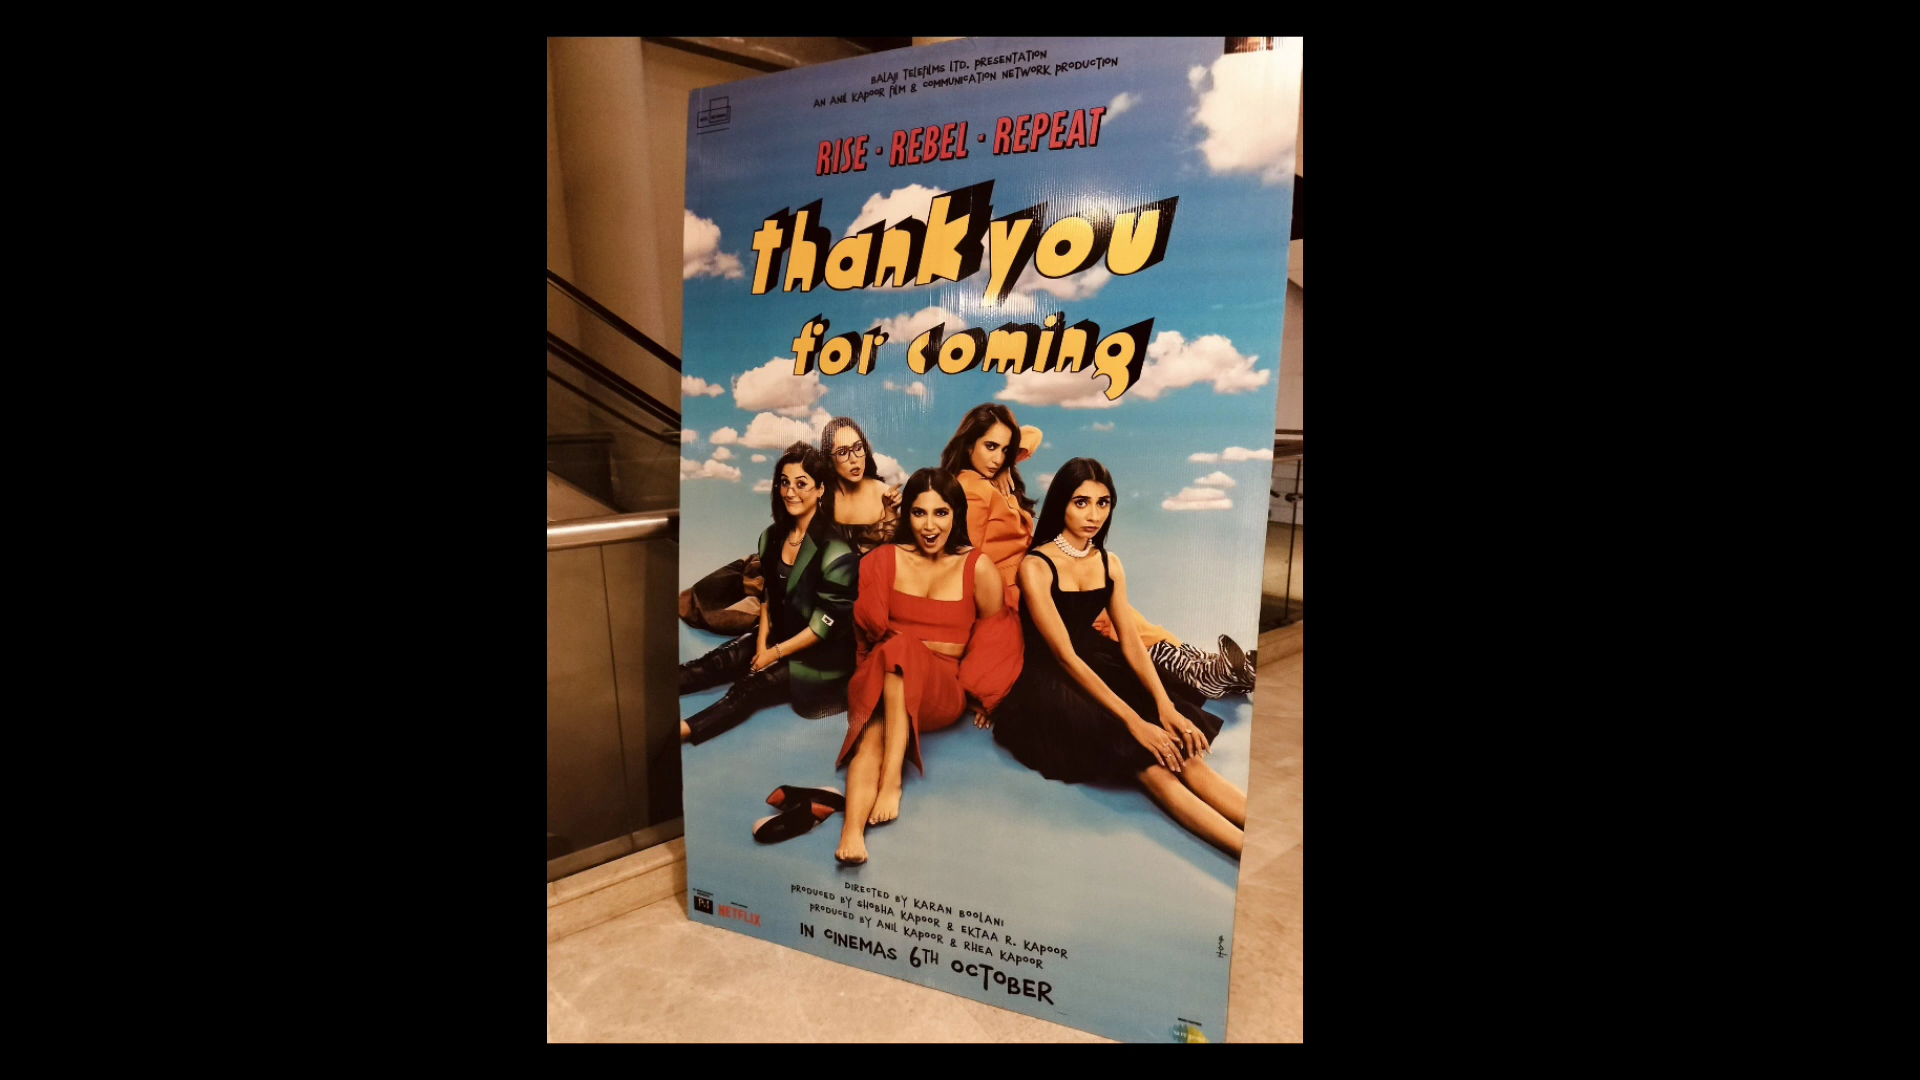 BALAJI TELEFILMS LTD. PRESENTATION
AN ANIL KAPOOR FILM & COMMUNICATION NETWORK PRODUCTION
RISE · REBEL · REPEAT
thank you
for coming
DIRECTED BY KARAN BOOLANI
PRODUCED BY SHOBHA KAPOOR & EKTAA R. KAPOOR
PRODUCED BY ANIL KAPOOR & RHEA KAPOOR
IN CINEMAS 6TH OCTOBER
NETFLIX